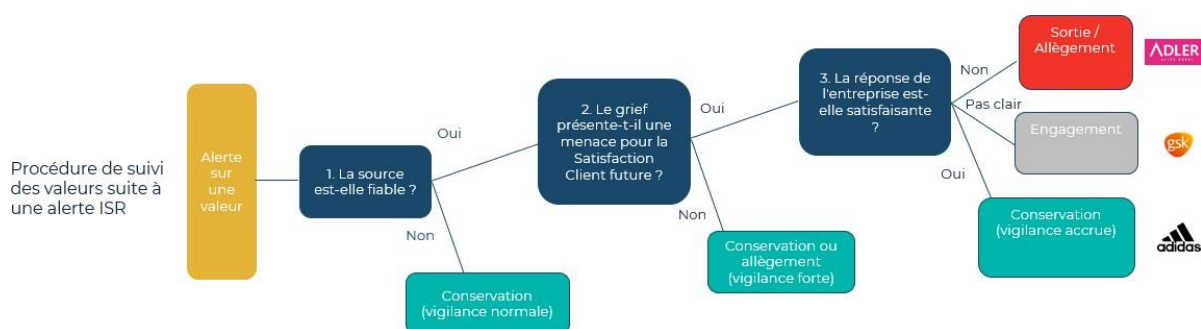 Procédure de suivi
des valeurs suite à
une alerte ISR
Alerte
sur
une
valeur
1. La source
est-elle fiable ?
Oui
Non
Conservation
(vigilance normale)
2. Le grief
présente-t-il une
menace pour la
Satisfaction
Client future ?
Oui
Non
Conservation ou
allègement
(vigilance forte)
3. La réponse de
l'entreprise est-
elle satisfaisante
?
Non
Pas clair
Oui
Sortie /
Allègement
ADLER
Engagement
gsk
Conservation
(vigilance accrue)
adidas